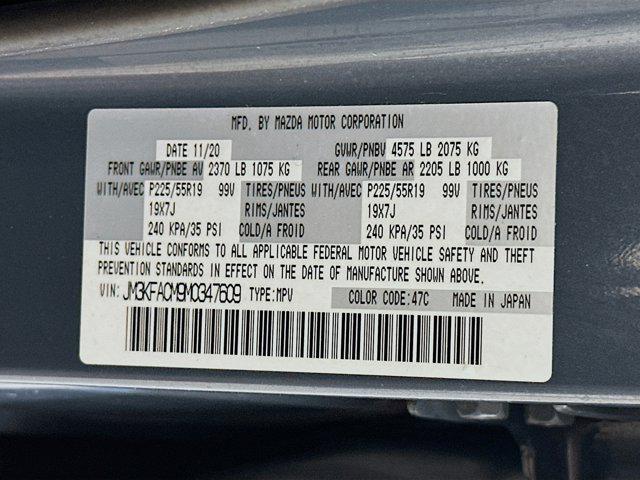 MFD. BY MAZDA MOTOR CORPORATION
DATE 11/20 GVWR/PNBV 4575 LB 2075 KG
FRONT GAWR/PNBE AV 2370 LB 1075 KG REAR GAWR/PNBE AR 2205 LB 1000 KG
WITH/AVEC P225/55R19 99V TIRES/PNEUS WITH/AVEC P225/55R19 99V TIRES/PNEUS
19X7J RIMS/JANTES 19X7J RIMS/JANTES
240 KPA/35 PSI COLD/A FROID 240 KPA/35 PSI COLD/A FROID
THIS VEHICLE CONFORMS TO ALL APPLICABLE FEDERAL MOTOR VEHICLE SAFETY AND THEFT
PREVENTION STANDARDS IN EFFECT ON THE DATE OF MANUFACTURE SHOWN ABOVE.
VIN: JM3KFACM9M0347609 TYPE:MPV COLOR CODE:47C MADE IN JAPAN